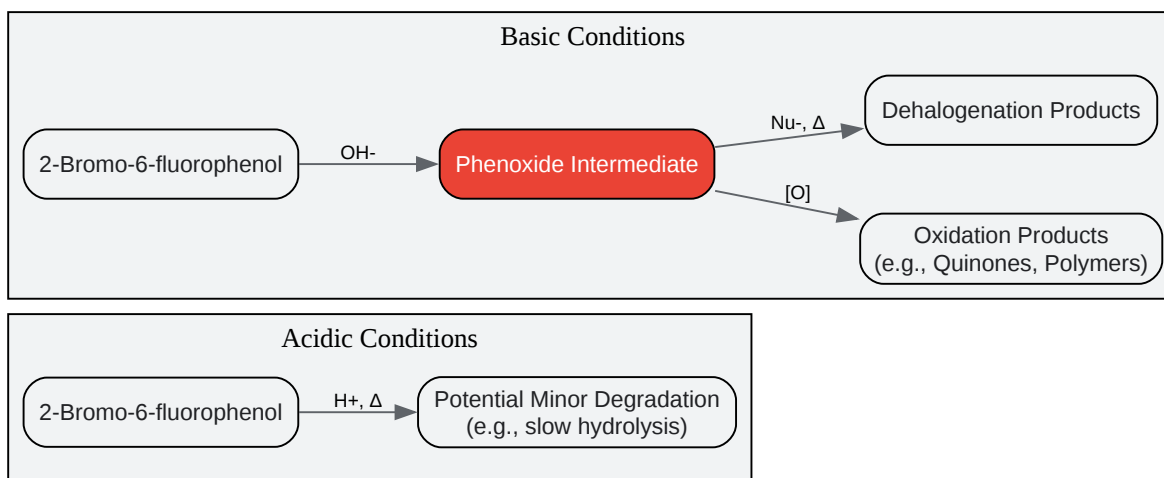 Basic Conditions
2-Bromo-6-fluorophenol
OH-
Phenoxide Intermediate
Nu-, Δ
Dehalogenation Products
[O]
Oxidation Products
(e.g., Quinones, Polymers)
Acidic Conditions
2-Bromo-6-fluorophenol
H+, Δ
Potential Minor Degradation
(e.g., slow hydrolysis)